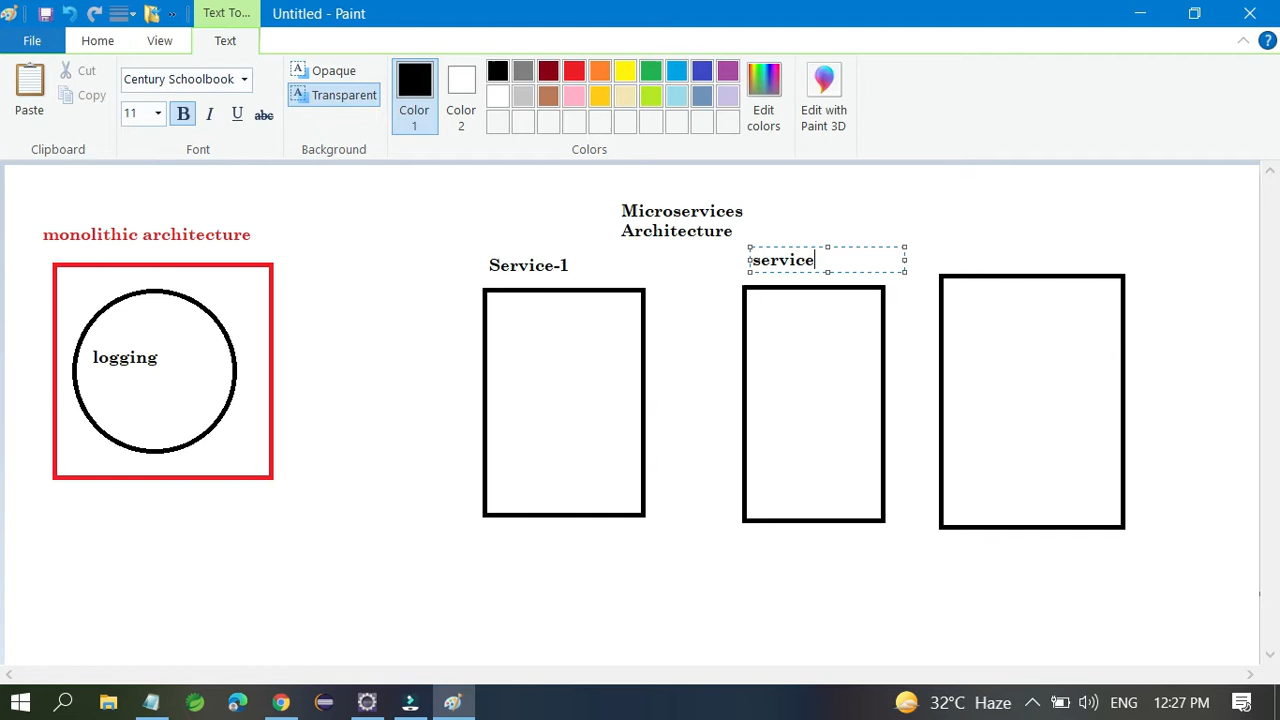 Text To...
Untitled - Paint
File
Home
View
Text
Paste
Cut
Copy
Clipboard
Century Schoolbook
11
B
I
U
abc
Font
A
Opaque
A
Transparent
Background
Color
1
Color
2
Edit
colors
Edit with
Paint 3D
Colors
?
monolithic architecture
logging
Microservices
Architecture
Service-1
service
32°C
Haze
ENG
12:27 PM